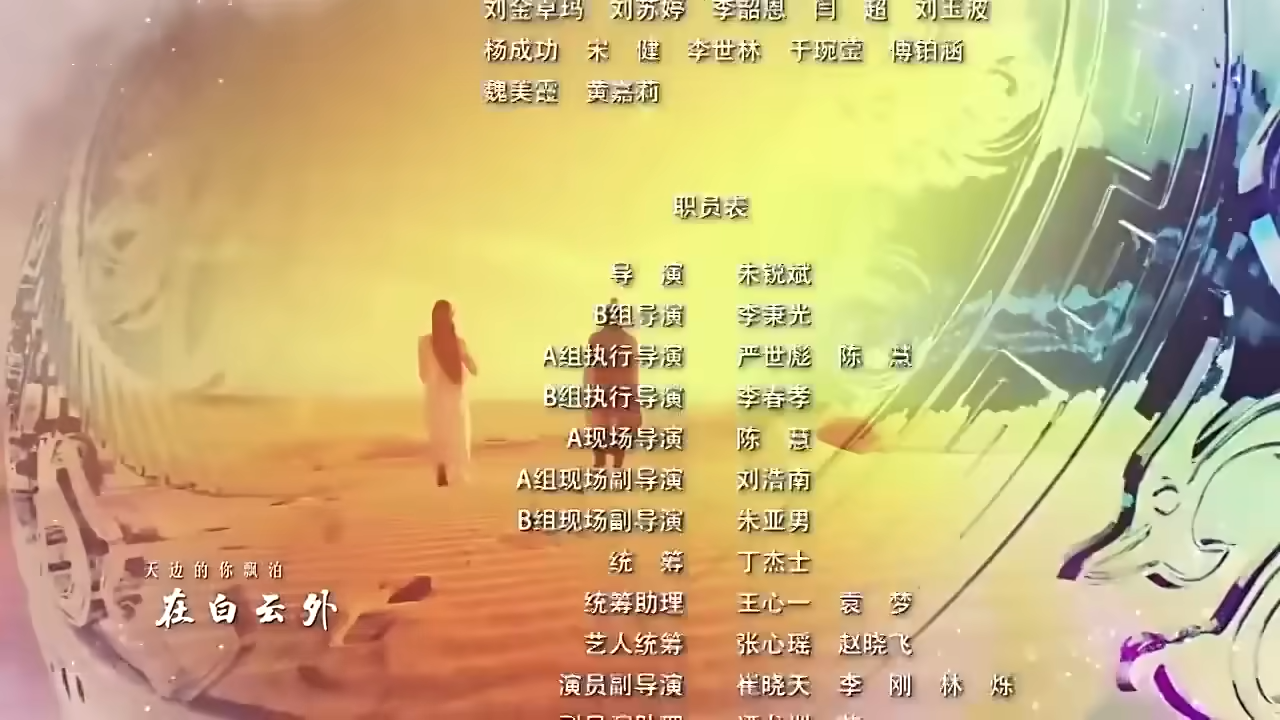 刘金卓玛 刘苏婷 李韶恩 闫 超 刘玉波
杨成功 宋 健 李世林 于琬莹 傅铂涵
魏美霞 黄嘉莉
职员表
导 演 朱锐斌
B组导演 李秉光
A组执行导演 严世彪 陈 慧
B组执行导演 李春孝
A现场导演 陈 慧
A组现场副导演 刘浩南
B组现场副导演 朱亚男
统 筹 丁杰士
统筹助理 王心一 袁 梦
艺人统筹 张心瑶 赵晓飞
演员副导演 崔晓天 李 刚 林 烁
天边的你飘泊
在白云外